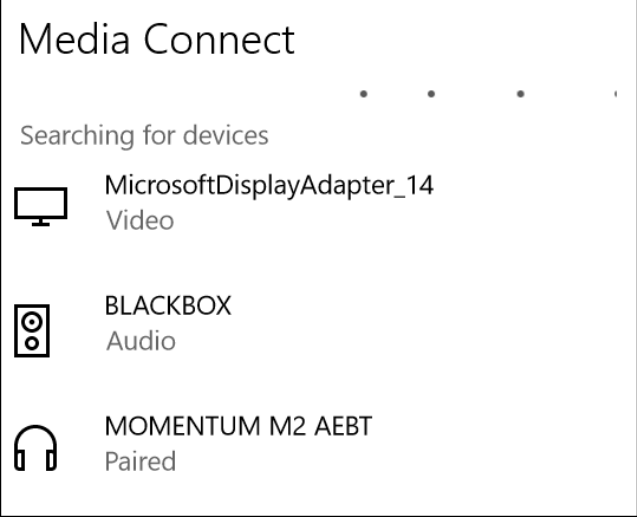 Media Connect
Searching for devices
MicrosoftDisplayAdapter_14
Video
BLACKBOX
Audio
MOMENTUM M2 AEBT
Paired